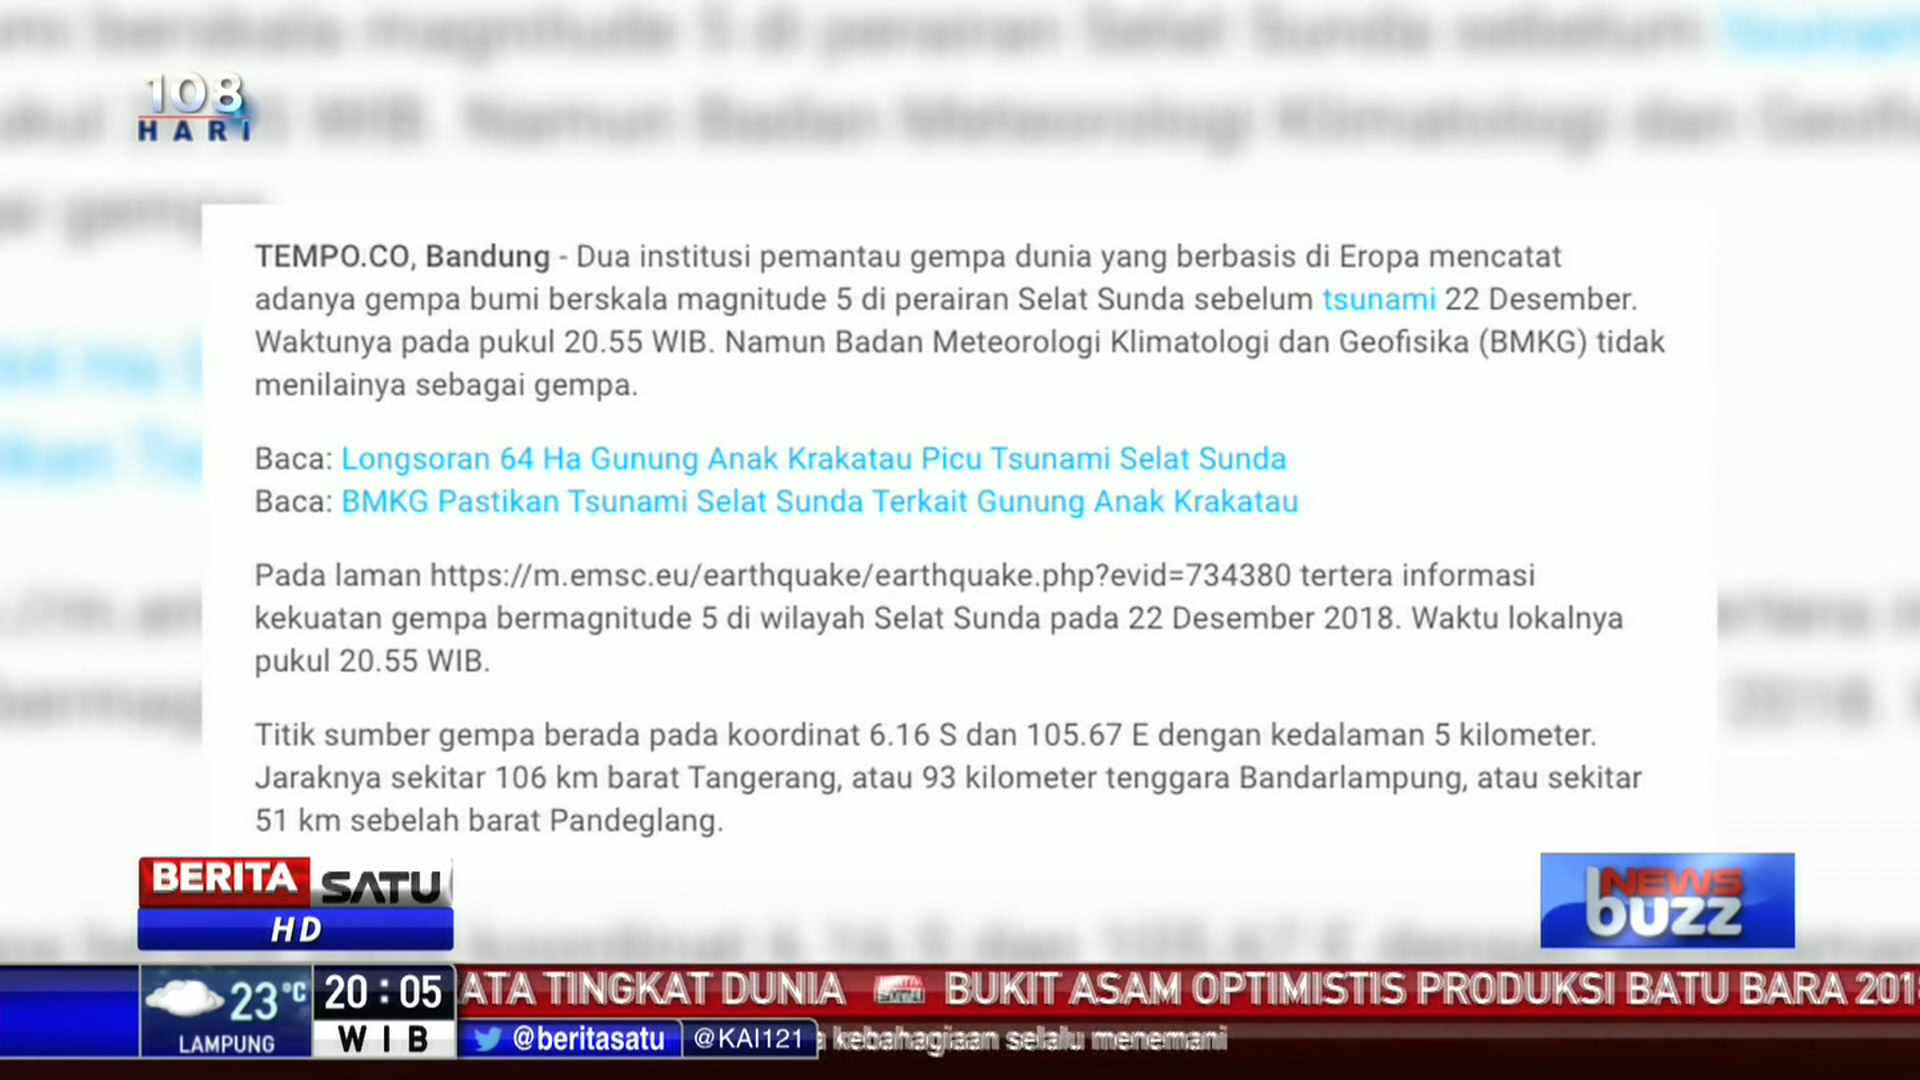 108
HARI
TEMPO.CO, Bandung - Dua institusi pemantau gempa dunia yang berbasis di Eropa mencatat
adanya gempa bumi berskala magnitude 5 di perairan Selat Sunda sebelum tsunami 22 Desember.
Waktunya pada pukul 20.55 WIB. Namun Badan Meteorologi Klimatologi dan Geofisika (BMKG) tidak
menilainya sebagai gempa.
Baca: Longsoran 64 Ha Gunung Anak Krakatau Picu Tsunami Selat Sunda
Baca: BMKG Pastikan Tsunami Selat Sunda Terkait Gunung Anak Krakatau
Pada laman https://m.emsc.eu/earthquake/earthquake.php?evid=734380 tertera informasi
kekuatan gempa bermagnitude 5 di wilayah Selat Sunda pada 22 Desember 2018. Waktu lokalnya
pukul 20.55 WIB.
Titik sumber gempa berada pada koordinat 6.16 S dan 105.67 E dengan kedalaman 5 kilometer.
Jaraknya sekitar 106 km barat Tangerang, atau 93 kilometer tenggara Bandarlampung, atau sekitar
51 km sebelah barat Pandeglang.
BERITA SATU
HD
NEWS
buzz
23°C
LAMPUNG
20:05
WIB
ATA TINGKAT DUNIA BUKIT ASAM OPTIMISTIS PRODUKSI BATU BARA 201
@beritasatu @KAI121 a kebahagiaan selalu menemani